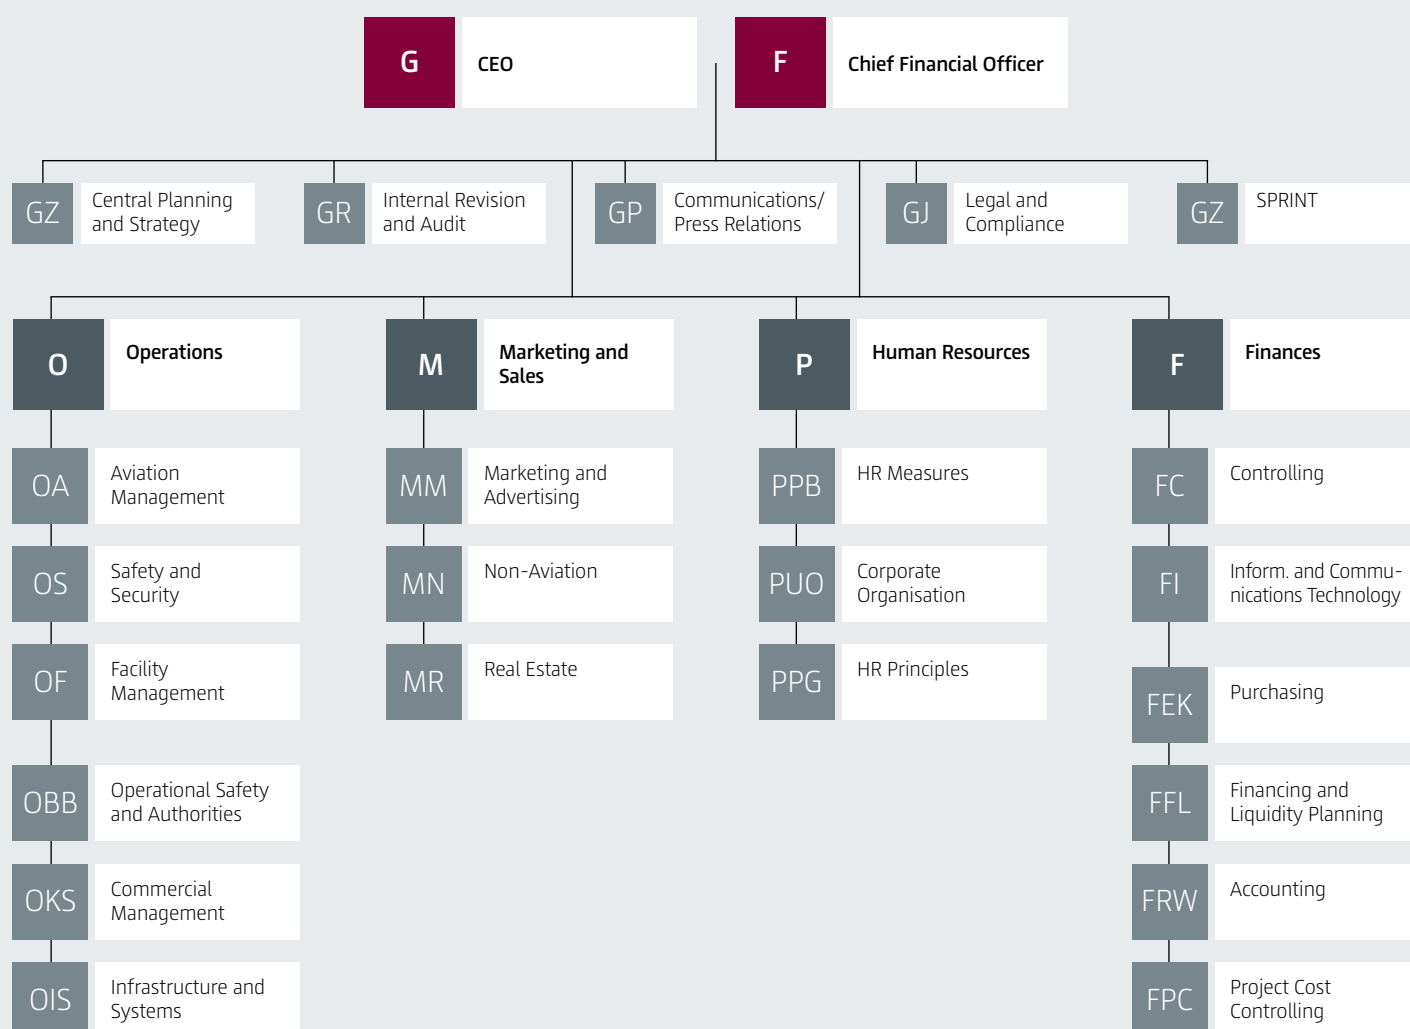 G
CEO
F
Chief Financial Officer
GZ
Central Planning
and Strategy
GR
Internal Revision
and Audit
GP
Communications/
Press Relations
GJ
Legal and
Compliance
GZ
SPRINT
O
Operations
M
Marketing and
Sales
P
Human Resources
F
Finances
OA
Aviation
Management
MM
Marketing and
Advertising
PPB
HR Measures
FC
Controlling
OS
Safety and
Security
MN
Non-Aviation
PUO
Corporate
Organisation
FI
Inform. and Commu-
nications Technology
OF
Facility
Management
MR
Real Estate
PPG
HR Principles
FEK
Purchasing
OBB
Operational Safety
and Authorities
FFL
Financing and
Liquidity Planning
OKS
Commercial
Management
FRW
Accounting
OIS
Infrastructure and
Systems
FPC
Project Cost
Controlling